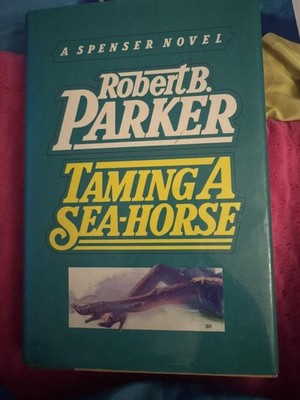 A SPENSER NOVEL
Robert B.
PARKER
TAMING A
SEA-HORSE